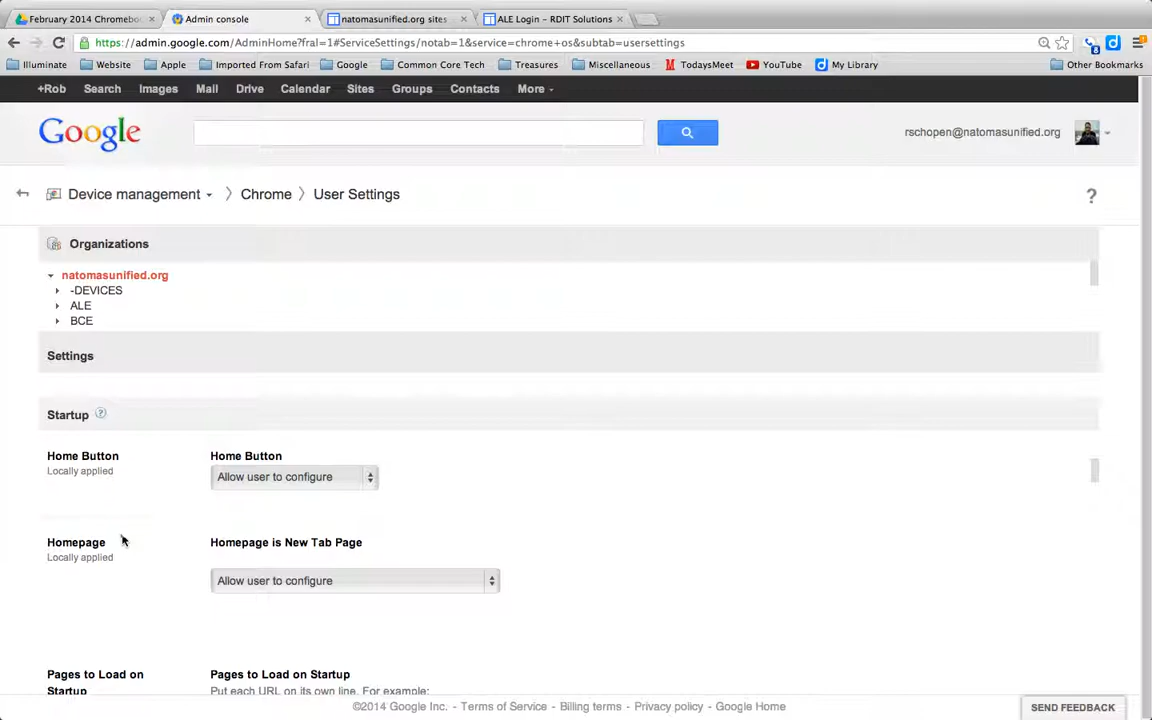 February 2014 Chromeboo
Admin console
natomasunified.org sites
ALE Login – RDIT Solutions
https://admin.google.com/AdminHome?fral=1#ServiceSettings/notab=1&service=chrome+os&subtab=usersettings
8
Illuminate Website Apple Imported From Safari Google Common Core Tech Treasures Miscellaneous TodaysMeet YouTube My Library Other Bookmarks
+Rob Search Images Mail Drive Calendar Sites Groups Contacts More
Google
rschopen@natomasunified.org
Device management Chrome User Settings
?
Organizations
natomasunified.org
-DEVICES
ALE
BCE
Settings
Startup ?
Home Button
Locally applied
Home Button
Allow user to configure
Homepage
Locally applied
Homepage is New Tab Page
Allow user to configure
Pages to Load on
Startup
Pages to Load on Startup
Put each URL on its own line. For example:
©2014 Google Inc. - Terms of Service - Billing terms - Privacy policy - Google Home
SEND FEEDBACK